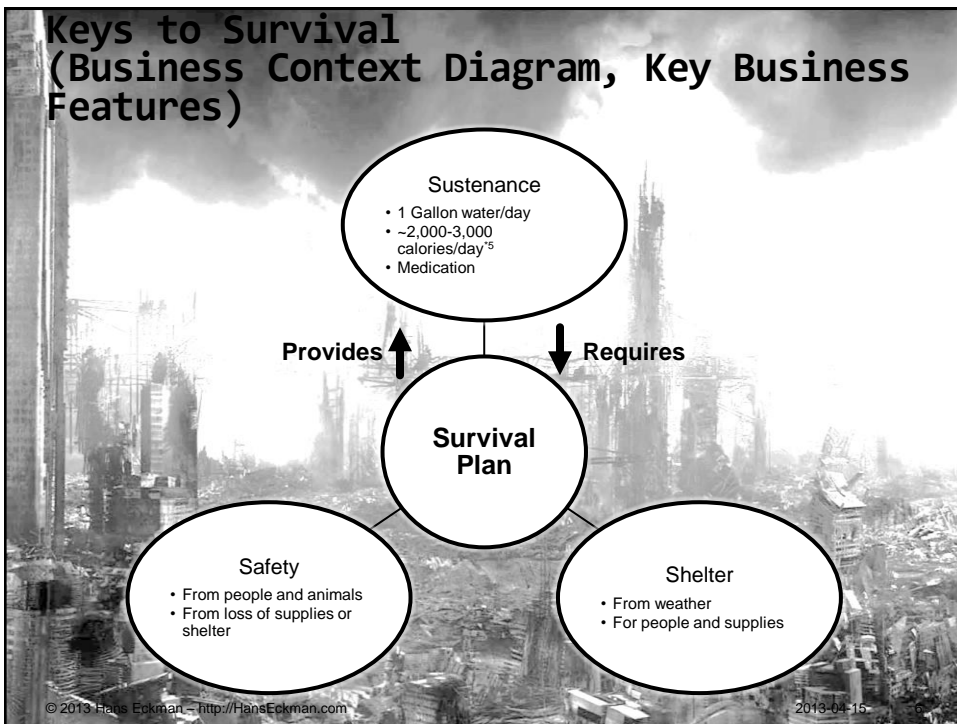 Keys to Survival
(Business Context Diagram, Key Business
Features)
Sustenance
• 1 Gallon water/day
• ~2,000-3,000
calories/day*5
• Medication
Provides
Requires
Survival
Plan
Safety
• From people and animals
• From loss of supplies or
shelter
Shelter
• From weather
• For people and supplies
© 2013 Hans Eckman – http://HansEckman.com
2013-04-15
6